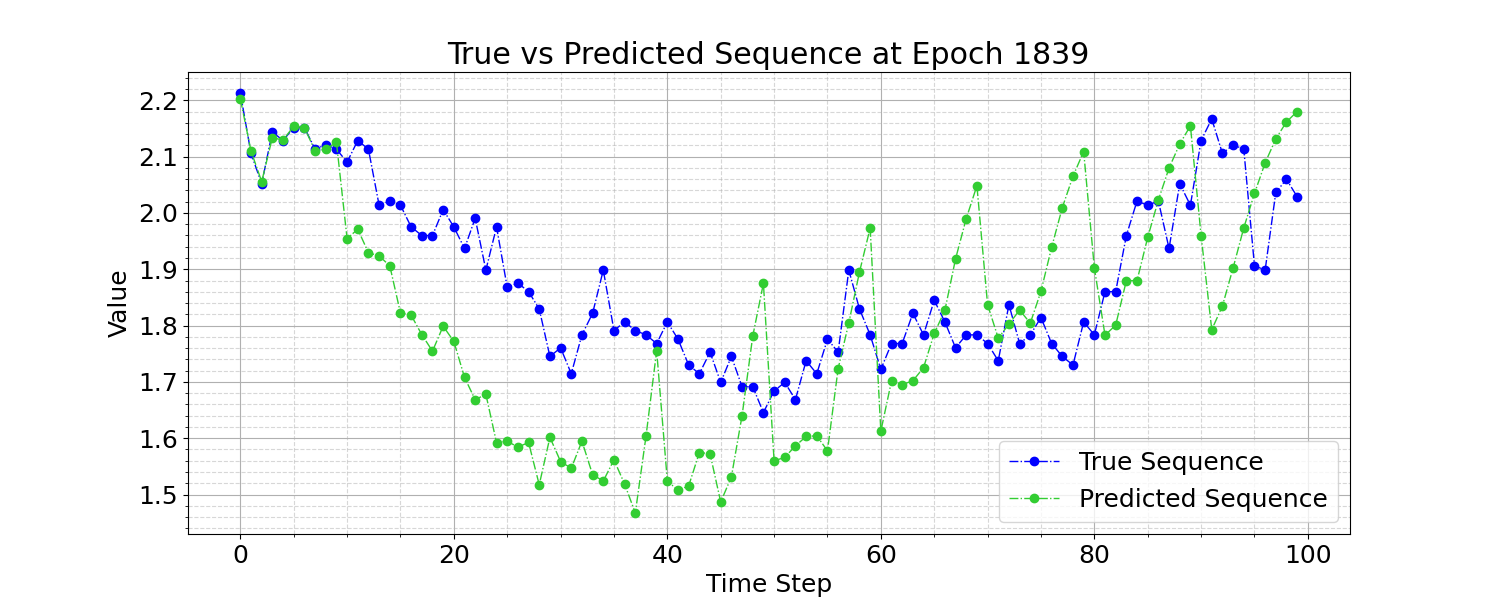 True vs Predicted Sequence at Epoch 1839
Value
2.2
2.1
2.0
1.9
1.8
1.7
1.6
1.5
True Sequence
Predicted Sequence
0 20 40 60 80 100
Time Step